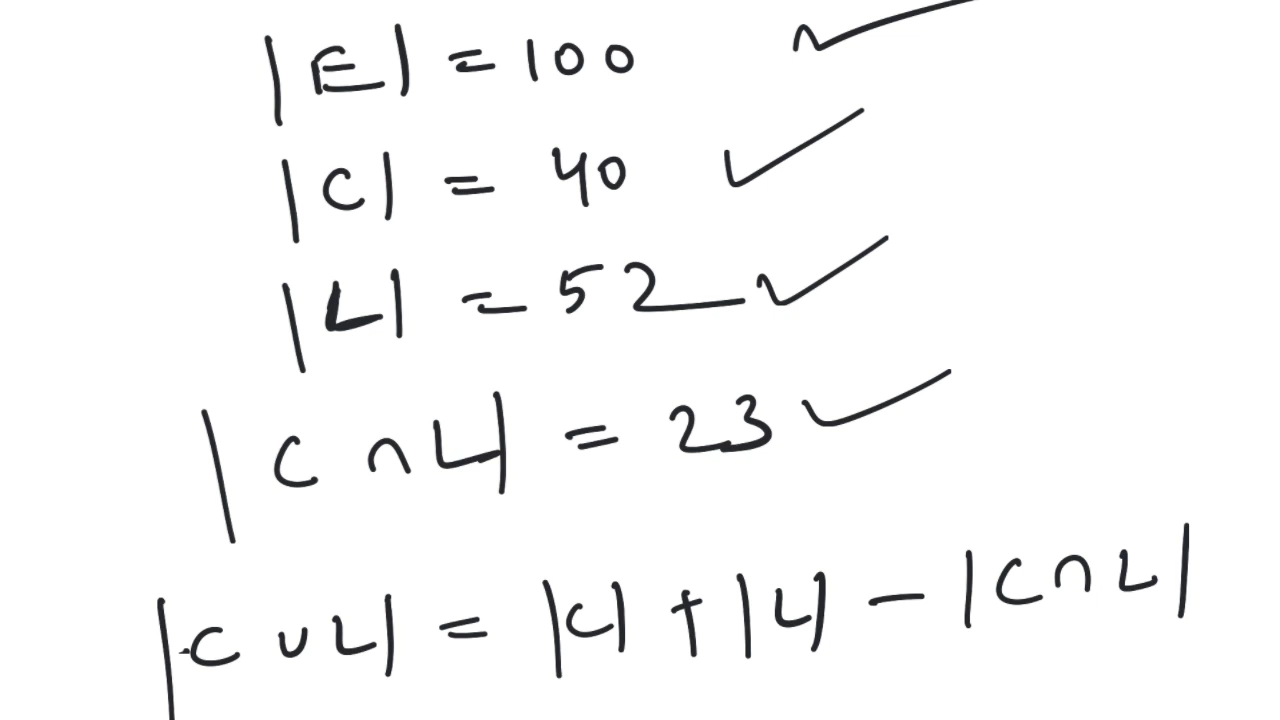 |E| = 100
|C| = 40
|L| = 52
|C ∩ L| = 23
|C ∪ L| = |C| + |L| - |C ∩ L|